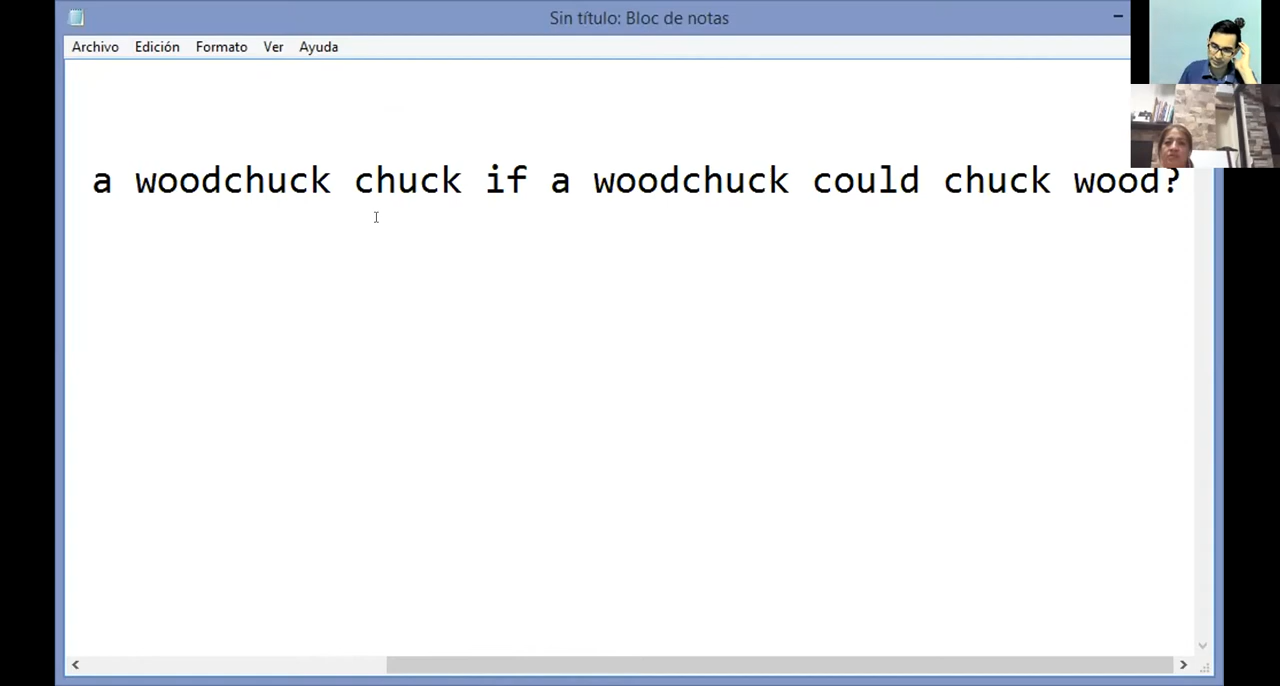 Sin título: Bloc de notas
Archivo Edición Formato Ver Ayuda
a woodchuck chuck if a woodchuck could chuck wood?